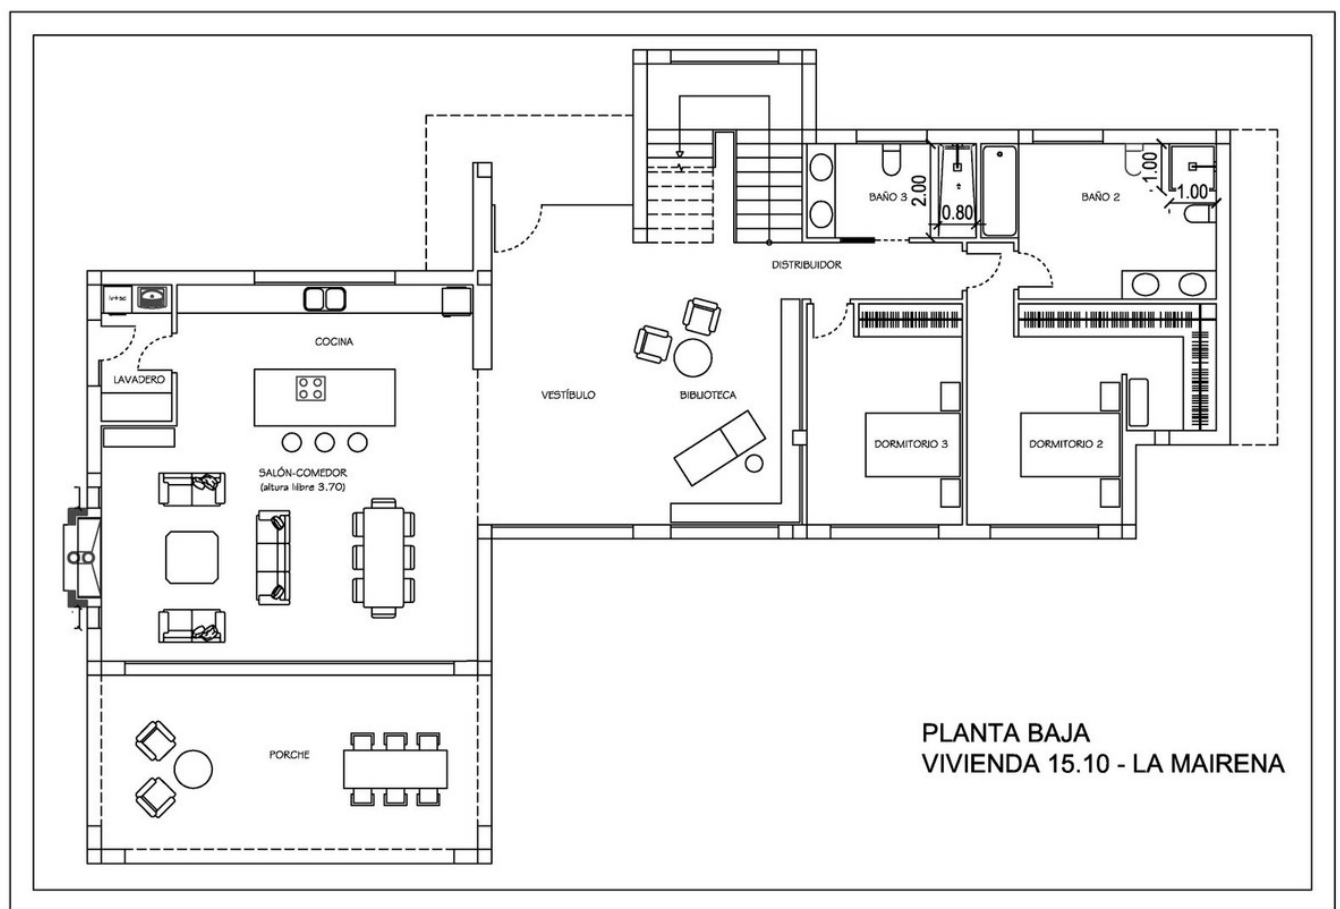 BAÑO 3
2.00
0.80
BAÑO 2
1.00
1.00
DISTRIBUIDOR
COCINA
LAVADERO
VESTÍBULO
BIBLIOTECA
DORMITORIO 3
DORMITORIO 2
SALÓN-COMEDOR
(altura libre 3.70)
PORCHE
PLANTA BAJA
VIVIENDA 15.10 - LA MAIRENA